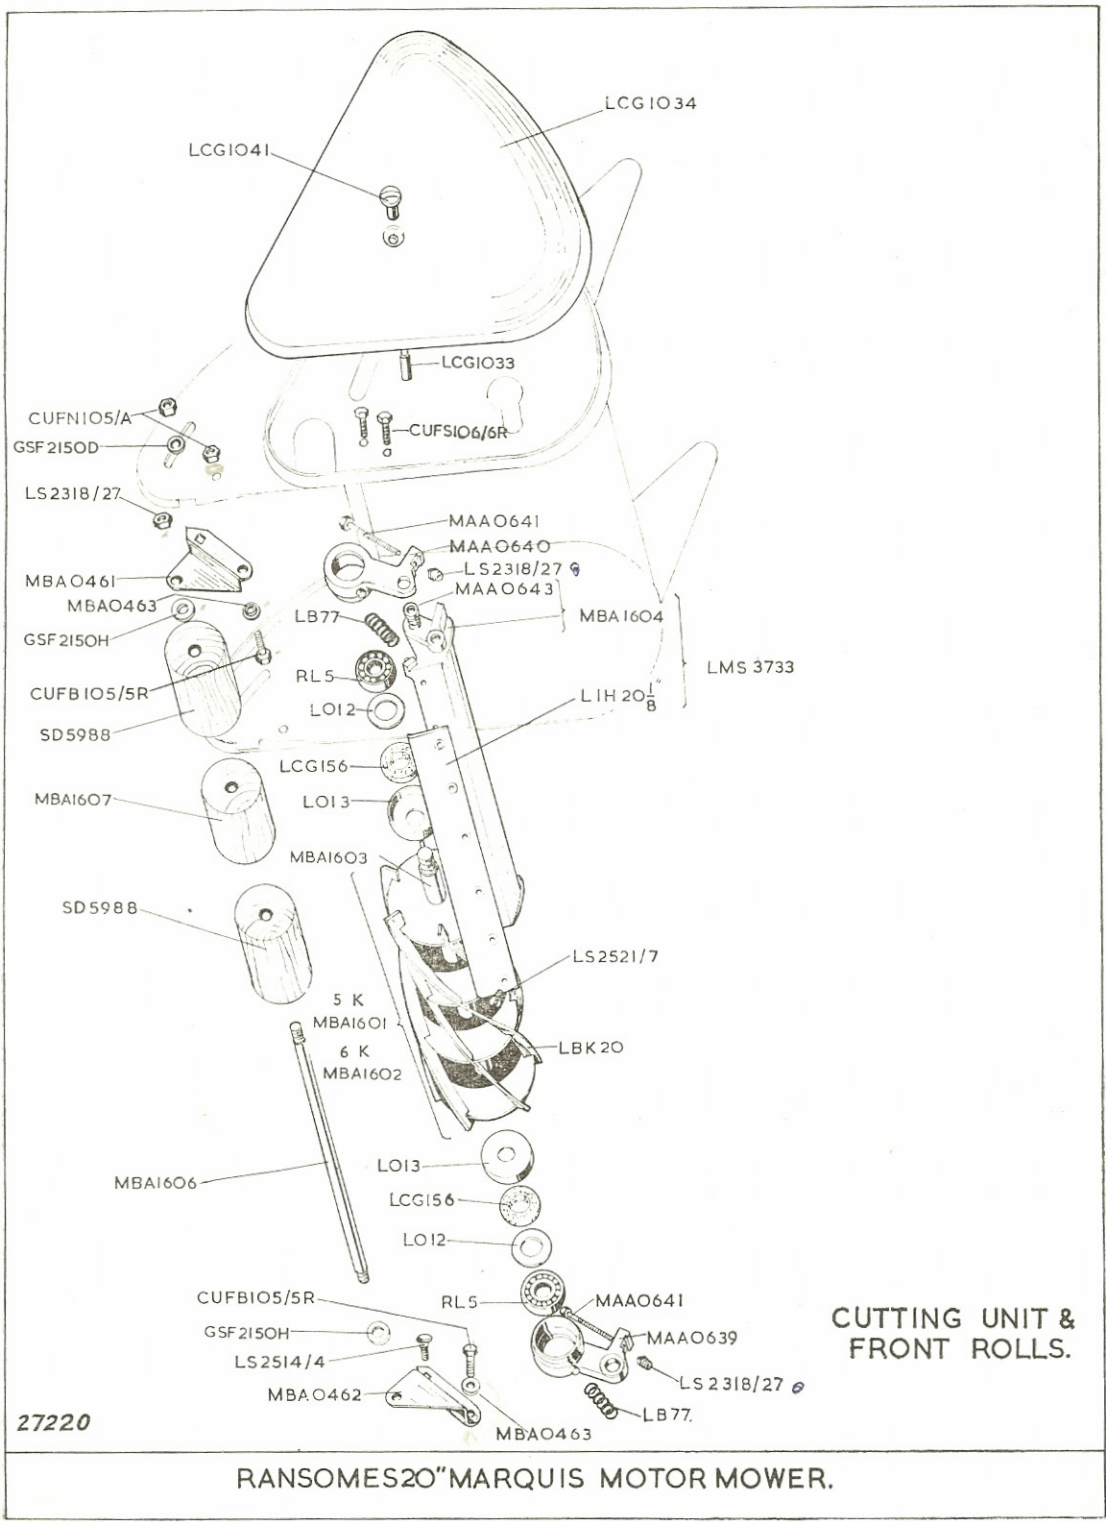 LCG1034
LCG1041
LCG1033
CUFN105/A
CUFS106/6R
GSF2150D
LS2318/27
MAA0641
MAA0640
LS2318/27
MBA0461
MAA0643
MBA0463
LB77
MBA1604
GSF2150H
RL5
LMS 3733
CUFB105/5R
L1H 20 1/8"
LO12
SD5988
LCG156
MBA1607
LO13
MBA1603
SD5988
LS2521/7
5 K
MBA1601
6 K
MBA1602
LBK20
LO13
MBA1606
LCG156
LO12
CUFB105/5R
RL5
MAA0641
GSF2150H
MAA0639
LS2514/4
LS2318/27
MBA0462
LB77.
MBA0463
CUTTING UNIT &
FRONT ROLLS.
27220
RANSOMES 20" MARQUIS MOTOR MOWER.